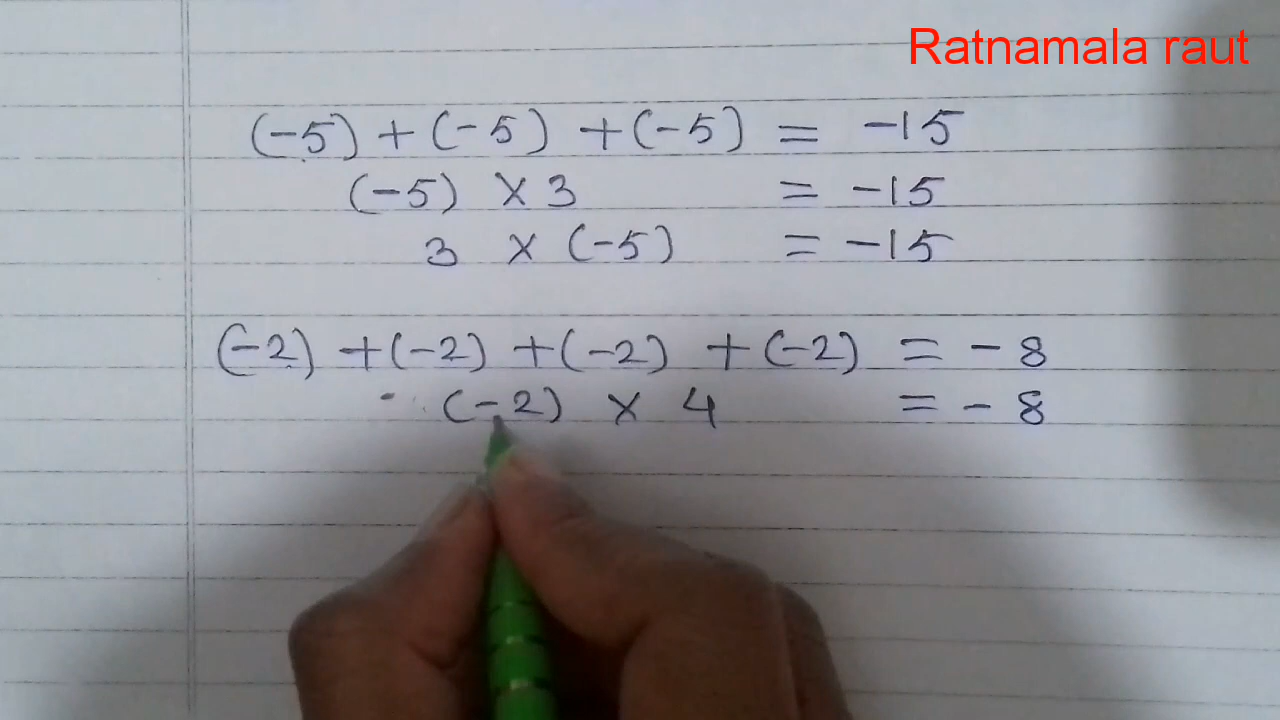 Ratnamala raut
(-5) + (-5) + (-5) = -15
(-5) × 3 = -15
3 × (-5) = -15
(-2) + (-2) + (-2) + (-2) = -8
(-2) × 4 = -8